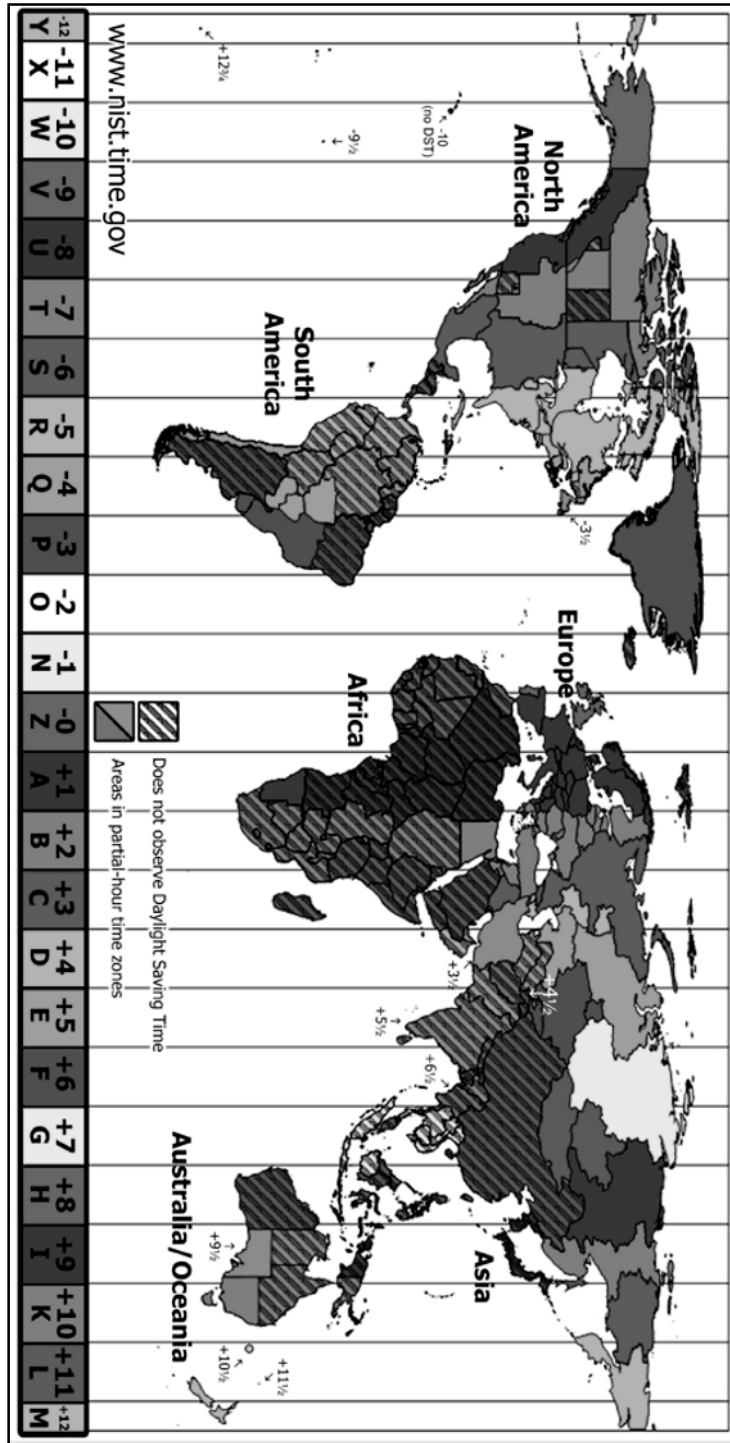 www.nist.time.gov
North
America
South
America
Europe
Africa
Asia
Australia/Oceania
+12¾
-10
(no DST)
-9½
-3½
+3½
+4½
+5½
+6½
+9½
+10½
+11½
Does not observe Daylight Saving Time
Areas in partial-hour time zones
-12 -11 -10 -9 -8 -7 -6 -5 -4 -3 -2 -1 -0 +1 +2 +3 +4 +5 +6 +7 +8 +9 +10 +11 +12
Y X W V U T S R Q P O N Z A B C D E F G H I K L M